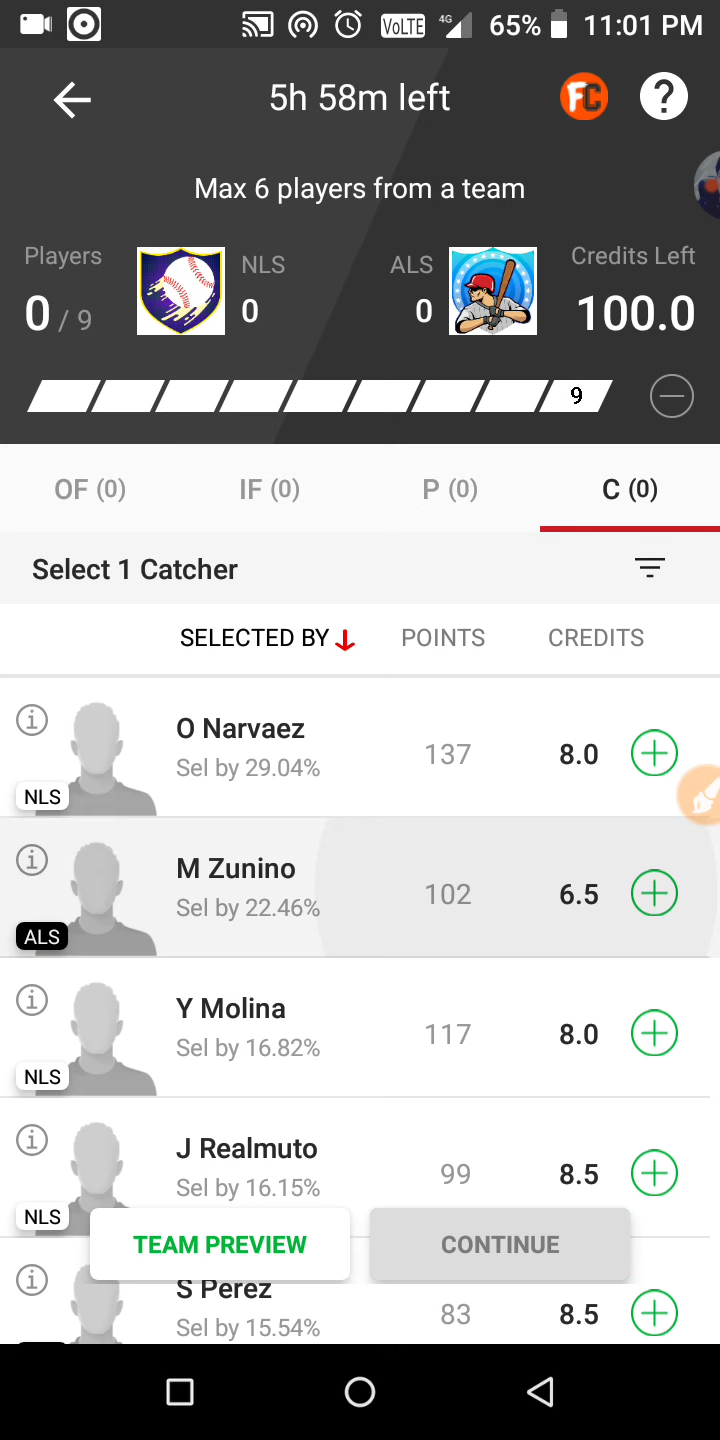 VoLTE 4G 65% 11:01 PM
5h 58m left FC ?
Max 6 players from a team
Players NLS ALS Credits Left
0 / 9 0 0 100.0
9
OF (0) IF (0) P (0) C (0)
Select 1 Catcher
SELECTED BY POINTS CREDITS
O Narvaez
Sel by 29.04% 137 8.0
NLS
M Zunino
Sel by 22.46% 102 6.5
ALS
Y Molina
Sel by 16.82% 117 8.0
NLS
J Realmuto
Sel by 16.15% 99 8.5
NLS
TEAM PREVIEW CONTINUE
S Perez
Sel by 15.54% 83 8.5